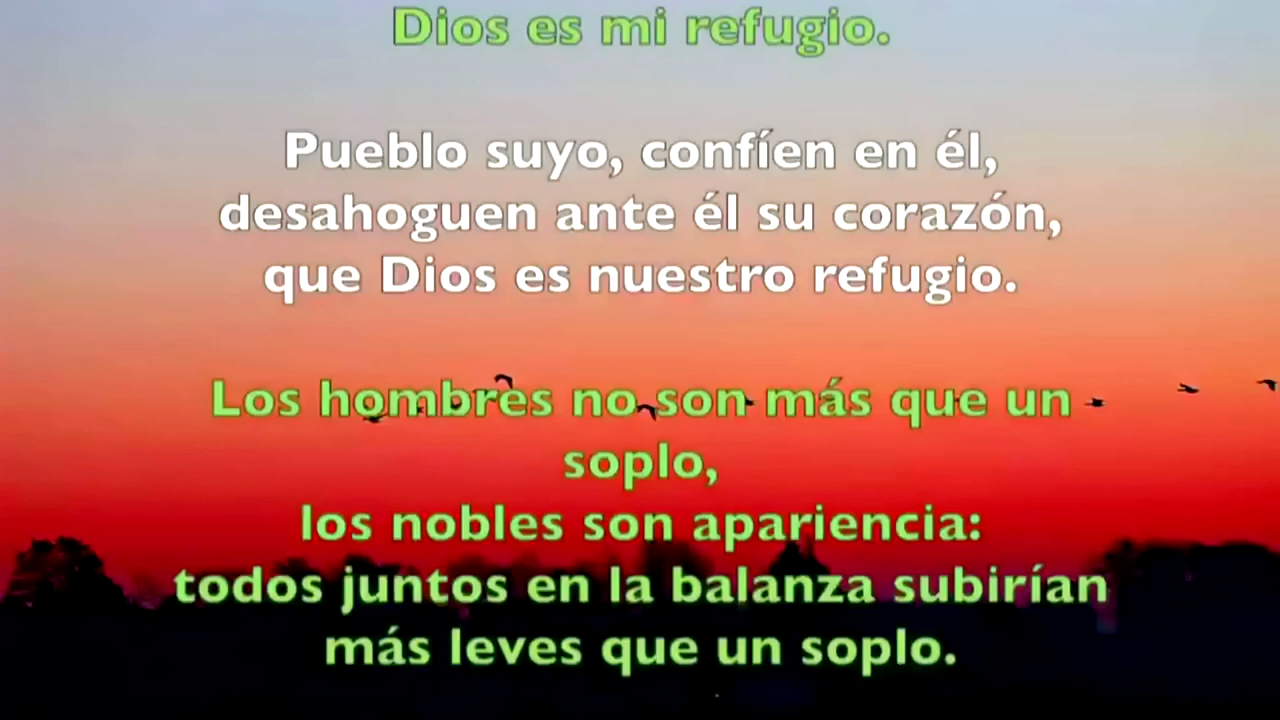 Dios es mi refugio.
Pueblo suyo, confíen en él,
desahoguen ante él su corazón,
que Dios es nuestro refugio.
Los hombres no son más que un
soplo,
los nobles son apariencia:
todos juntos en la balanza subirían
más leves que un soplo.